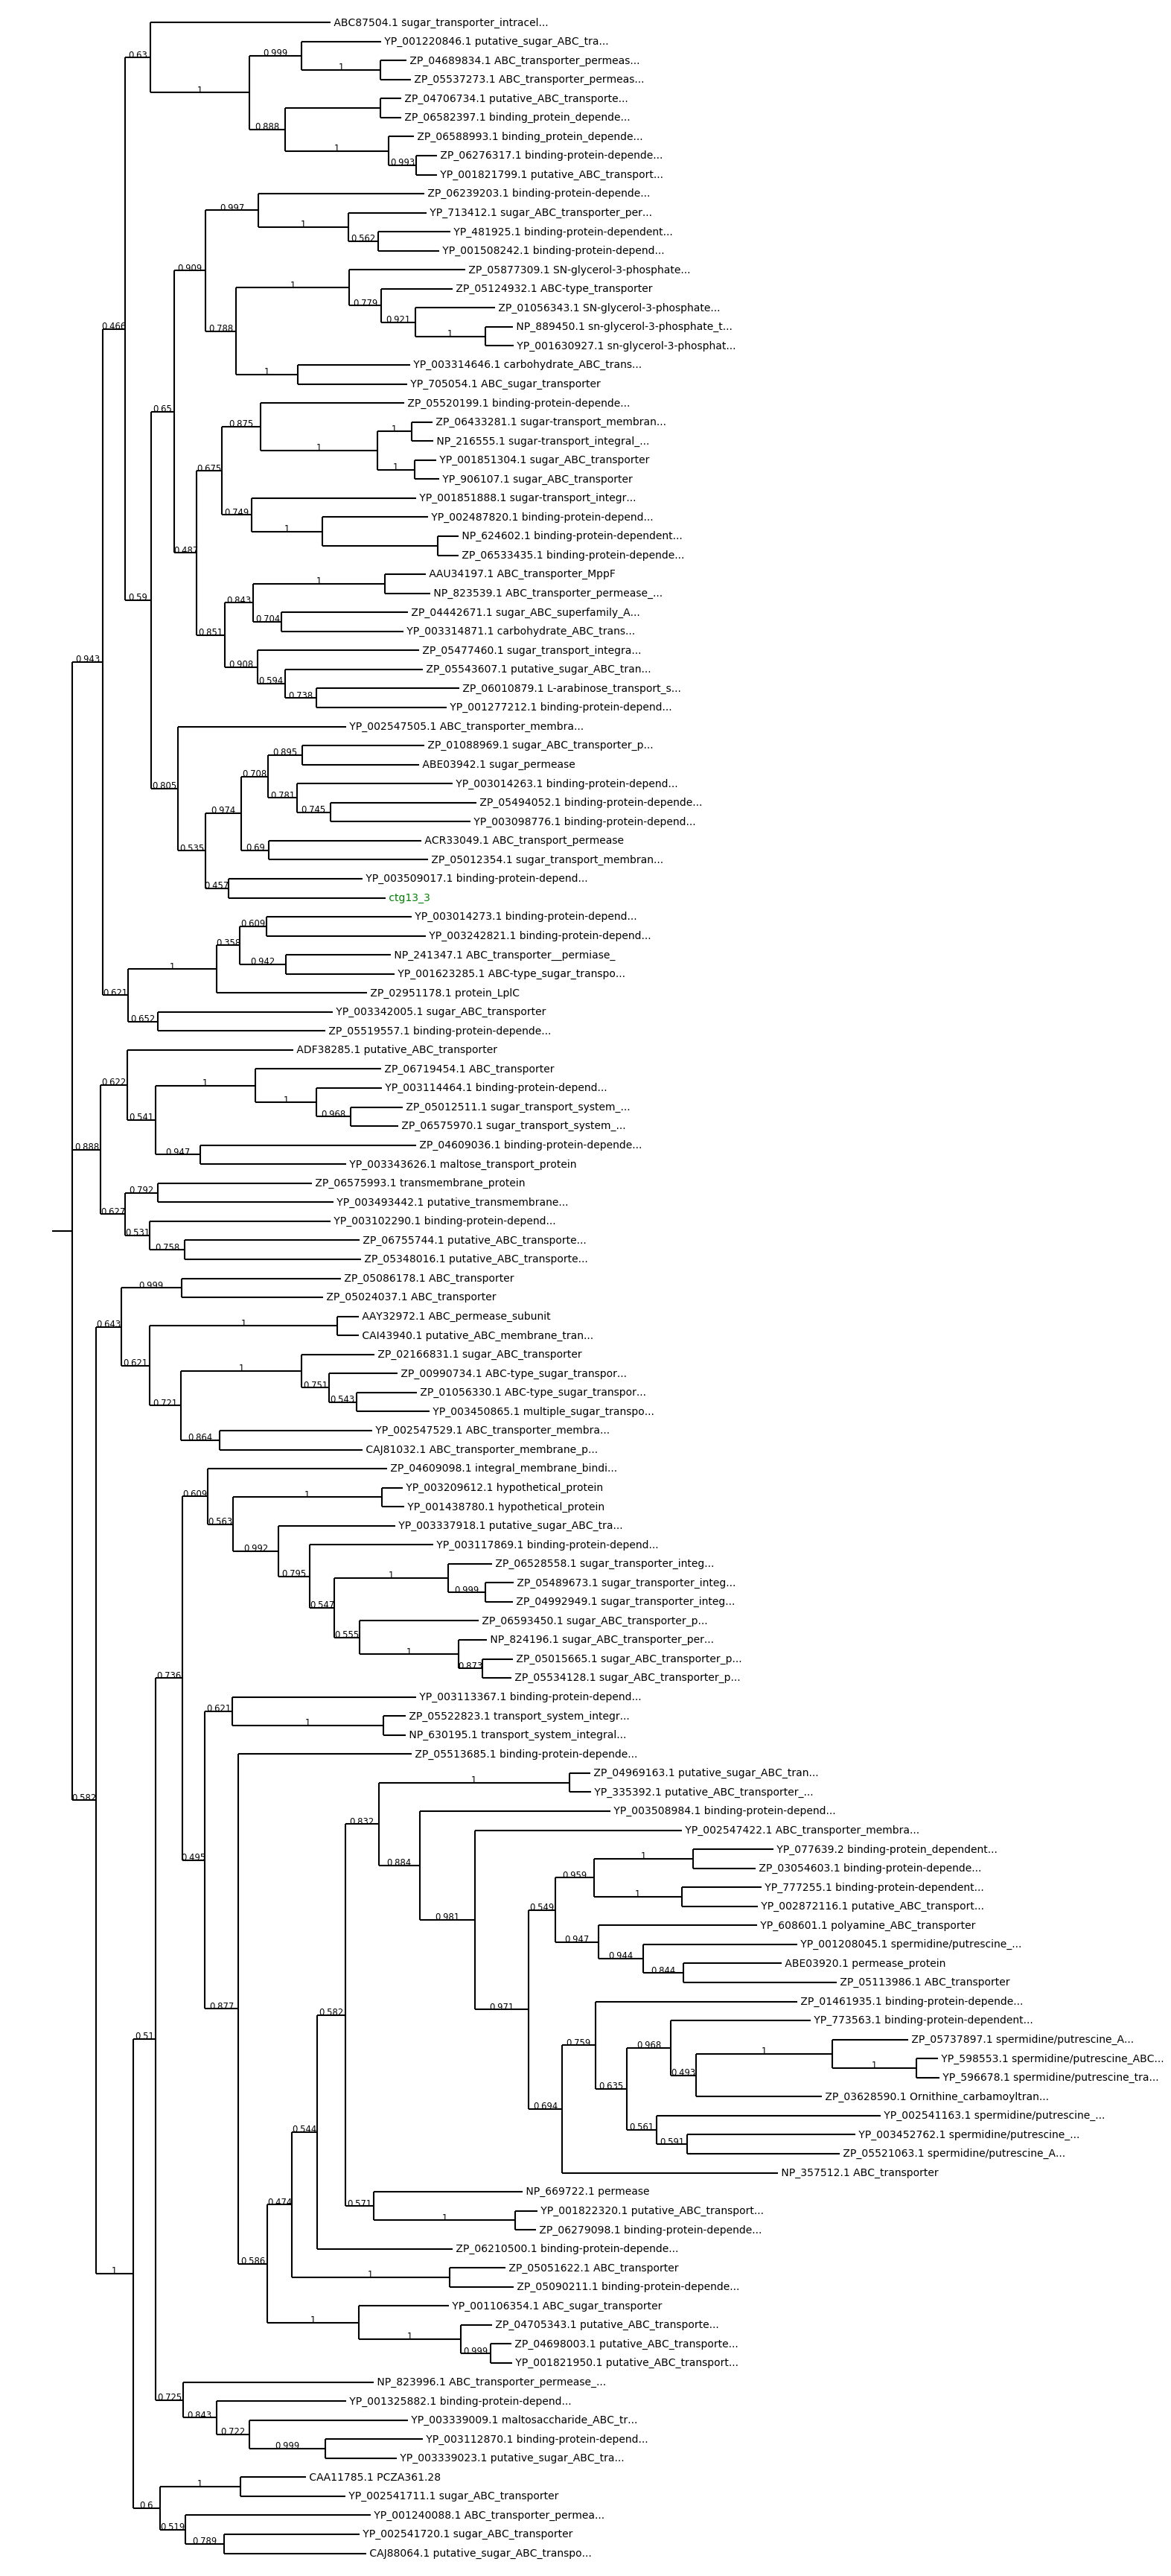 ABC87504.1 sugar_transporter_intracel...
YP_001220846.1 putative_sugar_ABC_tra...
0.999
0.63
ZP_04689834.1 ABC_transporter_permeas...
1
ZP_05537273.1 ABC_transporter_permeas...
1
ZP_04706734.1 putative_ABC_transporte...
ZP_06582397.1 binding_protein_depende...
0.888
ZP_06588993.1 binding_protein_depende...
1
ZP_06276317.1 binding-protein-depende...
0.993
YP_001821799.1 putative_ABC_transport...
ZP_06239203.1 binding-protein-depende...
0.997
YP_713412.1 sugar_ABC_transporter_per...
1
YP_481925.1 binding-protein-dependent...
0.562
YP_001508242.1 binding-protein-depend...
0.909
ZP_05877309.1 SN-glycerol-3-phosphate...
1
ZP_05124932.1 ABC-type_transporter
0.779
ZP_01056343.1 SN-glycerol-3-phosphate...
0.921
0.466
NP_889450.1 sn-glycerol-3-phosphate_t...
0.788
1
YP_001630927.1 sn-glycerol-3-phosphat...
YP_003314646.1 carbohydrate_ABC_trans...
1
YP_705054.1 ABC_sugar_transporter
ZP_05520199.1 binding-protein-depende...
0.65
ZP_06433281.1 sugar-transport_membran...
0.875
1
NP_216555.1 sugar-transport_integral_...
1
YP_001851304.1 sugar_ABC_transporter
0.675
1
YP_906107.1 sugar_ABC_transporter
YP_001851888.1 sugar-transport_integr...
0.749
YP_002487820.1 binding-protein-depend...
1
NP_624602.1 binding-protein-dependent...
0.487
ZP_06533435.1 binding-protein-depende...
AAU34197.1 ABC_transporter_MppF
1
NP_823539.1 ABC_transporter_permease_...
0.59
0.843
ZP_04442671.1 sugar_ABC_superfamily_A...
0.704
YP_003314871.1 carbohydrate_ABC_trans...
0.851
ZP_05477460.1 sugar_transport_integra...
0.943
0.908
ZP_05543607.1 putative_sugar_ABC_tran...
0.594
ZP_06010879.1 L-arabinose_transport_s...
0.738
YP_001277212.1 binding-protein-depend...
YP_002547505.1 ABC_transporter_membra...
ZP_01088969.1 sugar_ABC_transporter_p...
0.895
ABE03942.1 sugar_permease
0.708
YP_003014263.1 binding-protein-depend...
0.805
0.781
ZP_05494052.1 binding-protein-depende...
0.745
0.974
YP_003098776.1 binding-protein-depend...
ACR33049.1 ABC_transport_permease
0.69
0.535
ZP_05012354.1 sugar_transport_membran...
YP_003509017.1 binding-protein-depend...
0.457
ctg13_3
YP_003014273.1 binding-protein-depend...
0.609
YP_003242821.1 binding-protein-depend...
0.358
NP_241347.1 ABC_transporter__permiase_
0.942
1
YP_001623285.1 ABC-type_sugar_transpo...
ZP_02951178.1 protein_LplC
0.621
YP_003342005.1 sugar_ABC_transporter
0.652
ZP_05519557.1 binding-protein-depende...
ADF38285.1 putative_ABC_transporter
ZP_06719454.1 ABC_transporter
0.622
1
YP_003114464.1 binding-protein-depend...
1
ZP_05012511.1 sugar_transport_system_...
0.968
0.541
ZP_06575970.1 sugar_transport_system_...
ZP_04609036.1 binding-protein-depende...
0.888
0.947
YP_003343626.1 maltose_transport_protein
ZP_06575993.1 transmembrane_protein
0.792
YP_003493442.1 putative_transmembrane...
0.627
YP_003102290.1 binding-protein-depend...
0.531
ZP_06755744.1 putative_ABC_transporte...
0.758
ZP_05348016.1 putative_ABC_transporte...
ZP_05086178.1 ABC_transporter
0.999
ZP_05024037.1 ABC_transporter
AAY32972.1 ABC_permease_subunit
0.643
1
CAI43940.1 putative_ABC_membrane_tran...
ZP_02166831.1 sugar_ABC_transporter
0.621
1
ZP_00990734.1 ABC-type_sugar_transpor...
0.751
ZP_01056330.1 ABC-type_sugar_transpor...
0.543
0.721
YP_003450865.1 multiple_sugar_transpo...
YP_002547529.1 ABC_transporter_membra...
0.864
CAJ81032.1 ABC_transporter_membrane_p...
ZP_04609098.1 integral_membrane_bindi...
YP_003209612.1 hypothetical_protein
0.609
1
YP_001438780.1 hypothetical_protein
0.563
YP_003337918.1 putative_sugar_ABC_tra...
YP_003117869.1 binding-protein-depend...
0.992
ZP_06528558.1 sugar_transporter_integ...
0.795
1
ZP_05489673.1 sugar_transporter_integ...
0.999
ZP_04992949.1 sugar_transporter_integ...
0.547
ZP_06593450.1 sugar_ABC_transporter_p...
0.555
NP_824196.1 sugar_ABC_transporter_per...
1
ZP_05015665.1 sugar_ABC_transporter_p...
0.873
0.736
ZP_05534128.1 sugar_ABC_transporter_p...
YP_003113367.1 binding-protein-depend...
0.621
ZP_05522823.1 transport_system_integr...
1
NP_630195.1 transport_system_integral...
ZP_05513685.1 binding-protein-depende...
ZP_04969163.1 putative_sugar_ABC_tran...
1
YP_335392.1 putative_ABC_transporter_...
0.582
YP_003508984.1 binding-protein-depend...
0.832
YP_002547422.1 ABC_transporter_membra...
YP_077639.2 binding-protein_dependent...
0.495
1
0.884
ZP_03054603.1 binding-protein-depende...
0.959
YP_777255.1 binding-protein-dependent...
1
YP_002872116.1 putative_ABC_transport...
0.549
0.981
YP_608601.1 polyamine_ABC_transporter
0.947
YP_001208045.1 spermidine/putrescine_...
0.944
ABE03920.1 permease_protein
0.844
ZP_05113986.1 ABC_transporter
ZP_01461935.1 binding-protein-depende...
0.877
0.971
0.582
YP_773563.1 binding-protein-dependent...
0.51
ZP_05737897.1 spermidine/putrescine_A...
0.759
0.968
1
YP_598553.1 spermidine/putrescine_ABC...
1
0.493
YP_596678.1 spermidine/putrescine_tra...
0.635
ZP_03628590.1 Ornithine_carbamoyltran...
0.694
YP_002541163.1 spermidine/putrescine_...
0.561
0.544
YP_003452762.1 spermidine/putrescine_...
0.591
ZP_05521063.1 spermidine/putrescine_A...
NP_357512.1 ABC_transporter
NP_669722.1 permease
0.474
0.571
YP_001822320.1 putative_ABC_transport...
1
ZP_06279098.1 binding-protein-depende...
ZP_06210500.1 binding-protein-depende...
0.586
ZP_05051622.1 ABC_transporter
1
1
ZP_05090211.1 binding-protein-depende...
YP_001106354.1 ABC_sugar_transporter
1
ZP_04705343.1 putative_ABC_transporte...
1
ZP_04698003.1 putative_ABC_transporte...
0.999
YP_001821950.1 putative_ABC_transport...
NP_823996.1 ABC_transporter_permease_...
0.725
YP_001325882.1 binding-protein-depend...
0.843
YP_003339009.1 maltosaccharide_ABC_tr...
0.722
YP_003112870.1 binding-protein-depend...
0.999
YP_003339023.1 putative_sugar_ABC_tra...
CAA11785.1 PCZA361.28
1
YP_002541711.1 sugar_ABC_transporter
0.6
YP_001240088.1 ABC_transporter_permea...
0.519
YP_002541720.1 sugar_ABC_transporter
0.789
CAJ88064.1 putative_sugar_ABC_transpo...